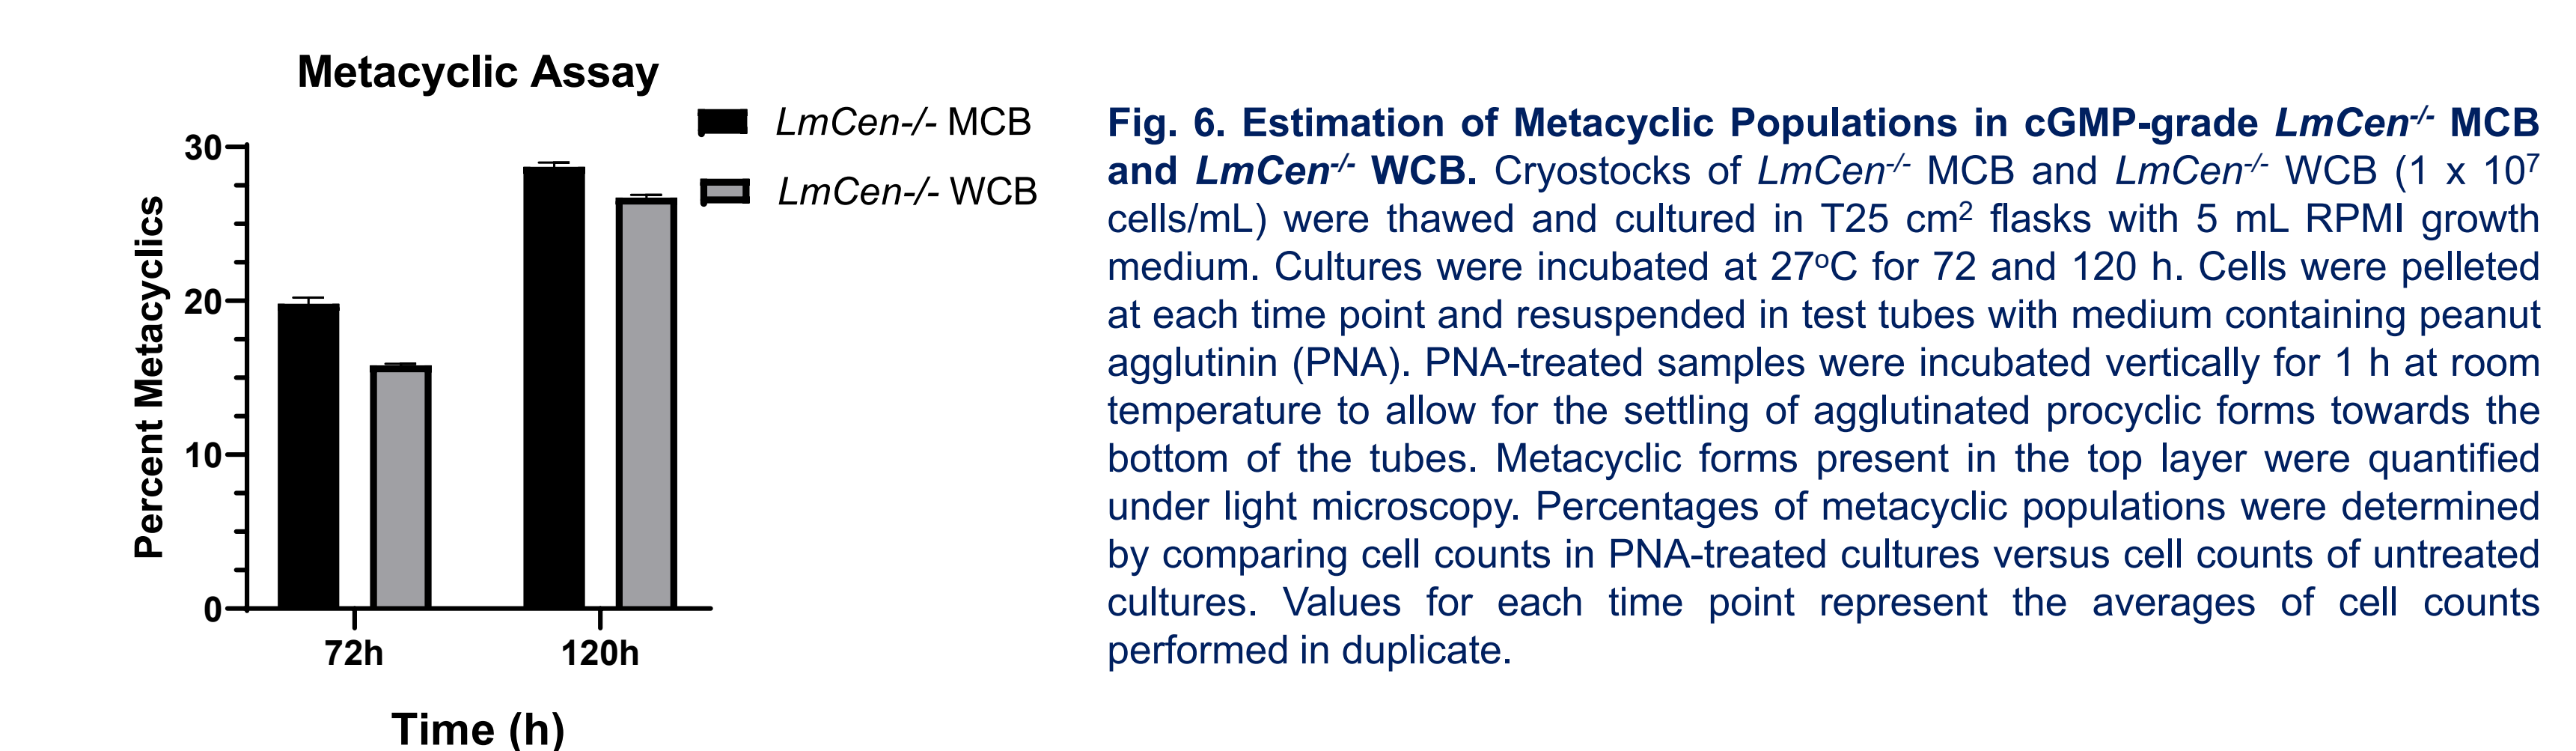 Metacyclic Assay
LmCen-/- MCB
LmCen-/- WCB
Percent Metacyclics
30
20
10
0
72h
120h
Time (h)
Fig. 6. Estimation of Metacyclic Populations in cGMP-grade LmCen-/- MCB
and LmCen-/- WCB. Cryostocks of LmCen-/- MCB and LmCen-/- WCB (1 x 10⁷
cells/mL) were thawed and cultured in T25 cm² flasks with 5 mL RPMI growth
medium. Cultures were incubated at 27ºC for 72 and 120 h. Cells were pelleted
at each time point and resuspended in test tubes with medium containing peanut
agglutinin (PNA). PNA-treated samples were incubated vertically for 1 h at room
temperature to allow for the settling of agglutinated procyclic forms towards the
bottom of the tubes. Metacyclic forms present in the top layer were quantified
under light microscopy. Percentages of metacyclic populations were determined
by comparing cell counts in PNA-treated cultures versus cell counts of untreated
cultures. Values for each time point represent the averages of cell counts
performed in duplicate.